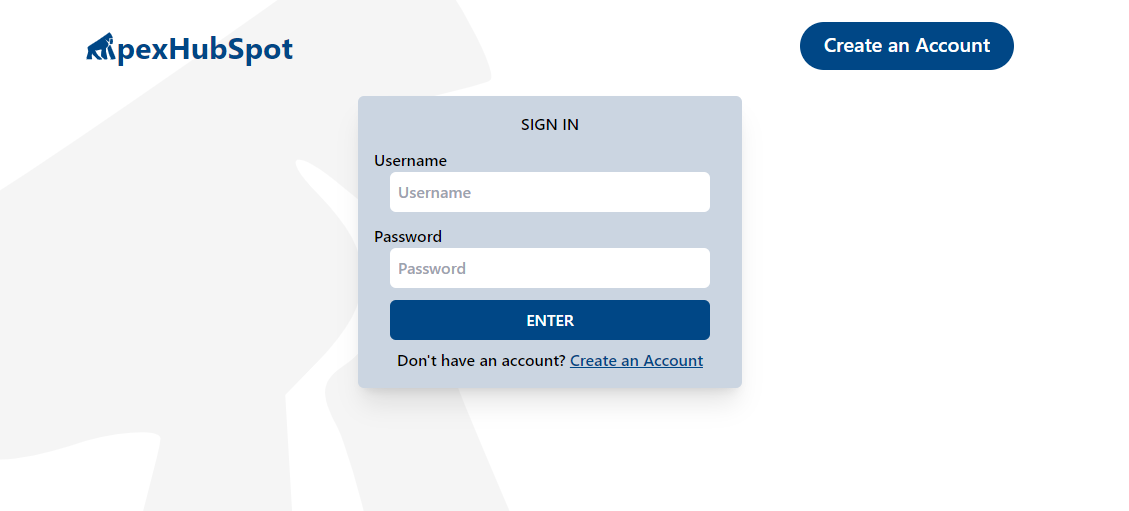 pexHubSpot
Create an Account
SIGN IN
Username
Username
Password
Password
ENTER
Don't have an account? Create an Account